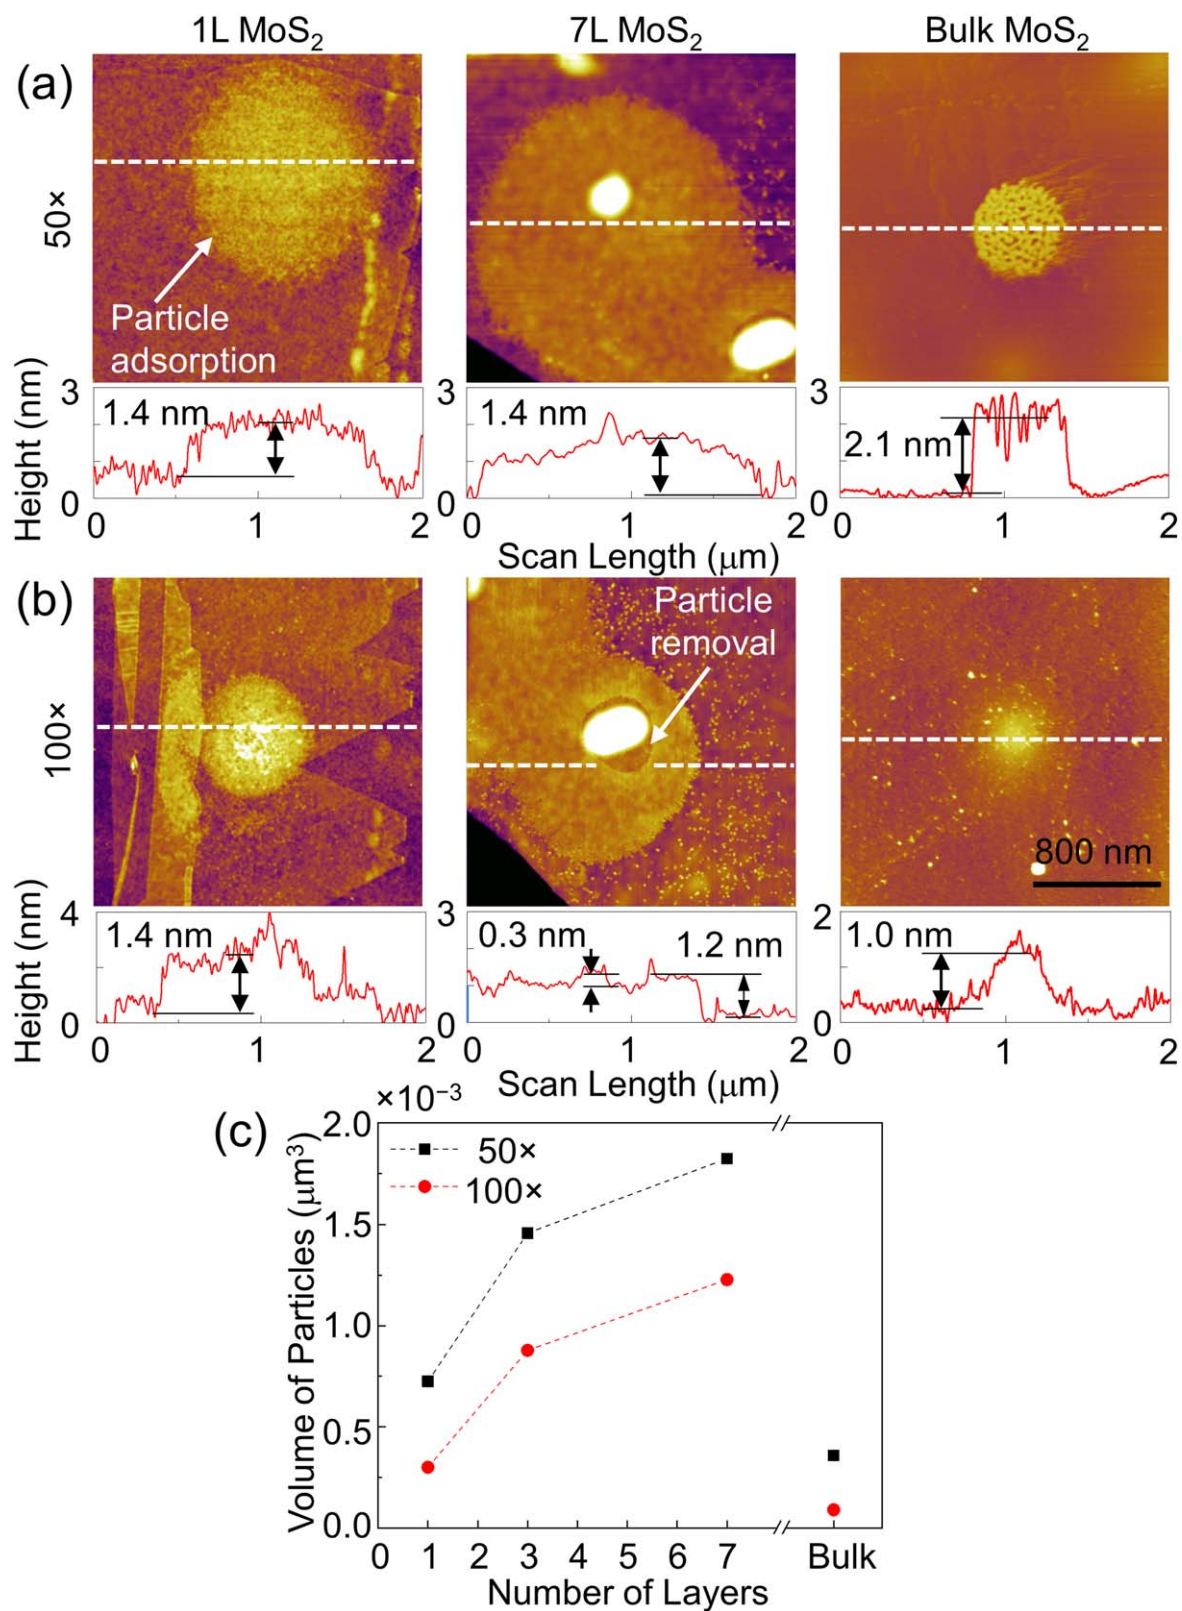 1L MoS₂ 7L MoS₂ Bulk MoS₂
(a)
50×
Particle
adsorption
Height (nm)
3
0
1.4 nm
0 1 2
3
0
1.4 nm
0 1 2
3
0
2.1 nm
0 1 2
Scan Length (μm)
(b)
100×
Particle
removal
800 nm
Height (nm)
4
0
1.4 nm
0 1 2
3
0
0.3 nm 1.2 nm
0 1 2
2
0
1.0 nm
0 1 2
Scan Length (μm)
(c)
×10⁻³
Volume of Particles (μm³)
2.0
1.5
1.0
0.5
0.0
50×
100×
0 1 2 3 4 5 6 7 Bulk
Number of Layers